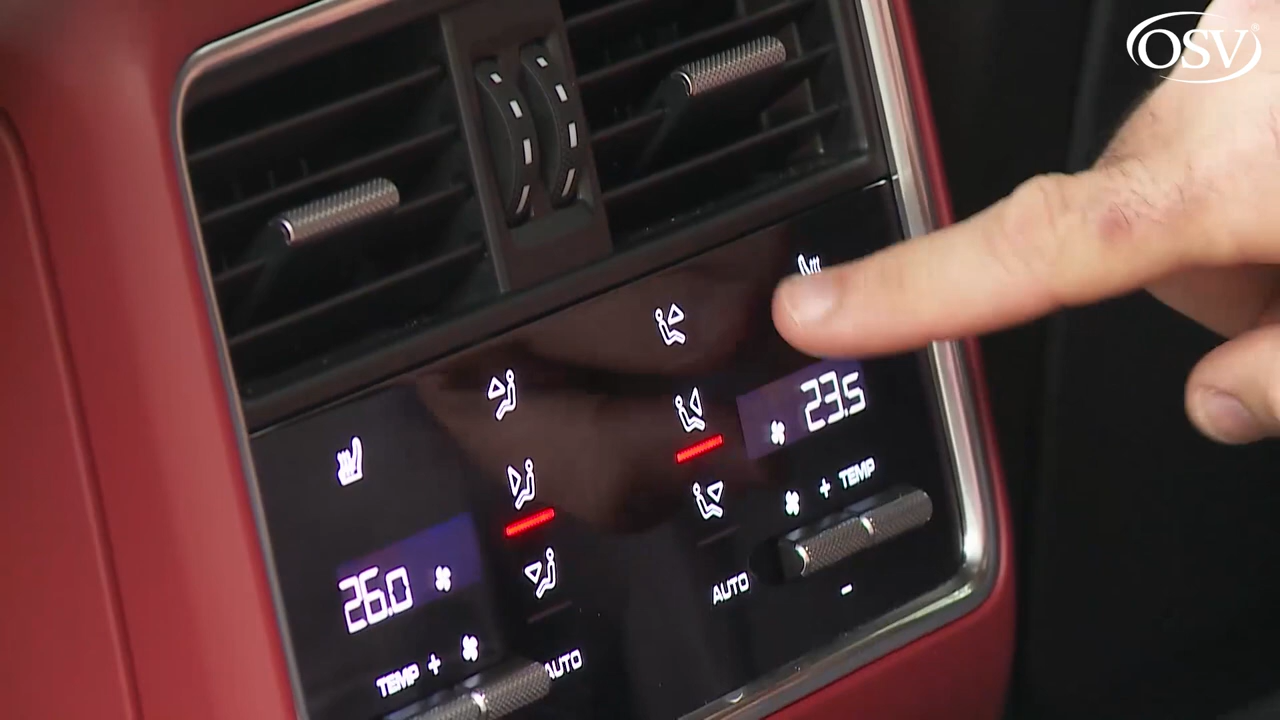 OSV
23.5
+ TEMP
AUTO
-
26.0
TEMP +
AUTO